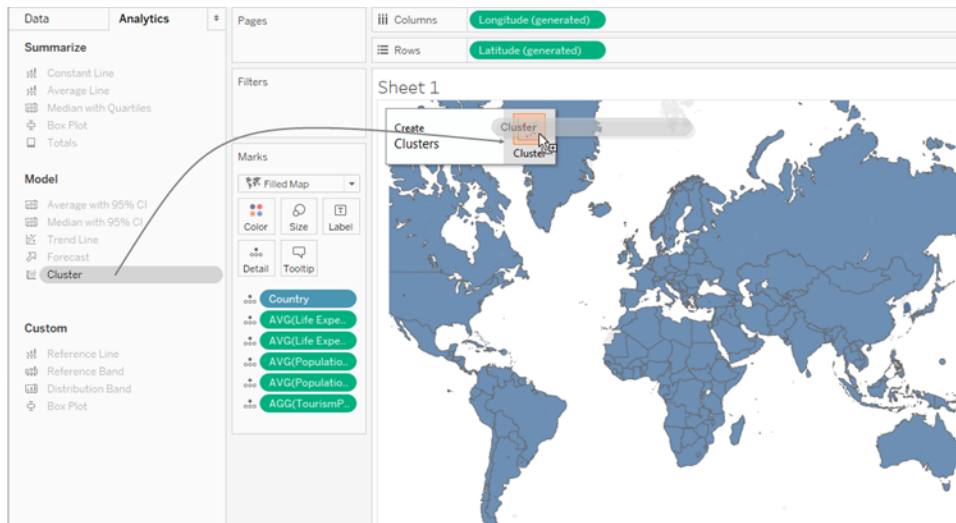 Data Analytics
Summarize
Constant Line
Average Line
Median with Quartiles
Box Plot
Totals
Model
Average with 95% CI
Median with 95% CI
Trend Line
Forecast
Cluster
Custom
Reference Line
Reference Band
Distribution Band
Box Plot
Pages
Filters
Marks
Filled Map
Color Size Label
Detail Tooltip
Country
AVG(Life Expe..
AVG(Life Expe..
AVG(Populatio..
AVG(Populatio..
AGG(TourismP..
Columns Longitude (generated)
Rows Latitude (generated)
Sheet 1
Create
Clusters
Cluster
Cluster